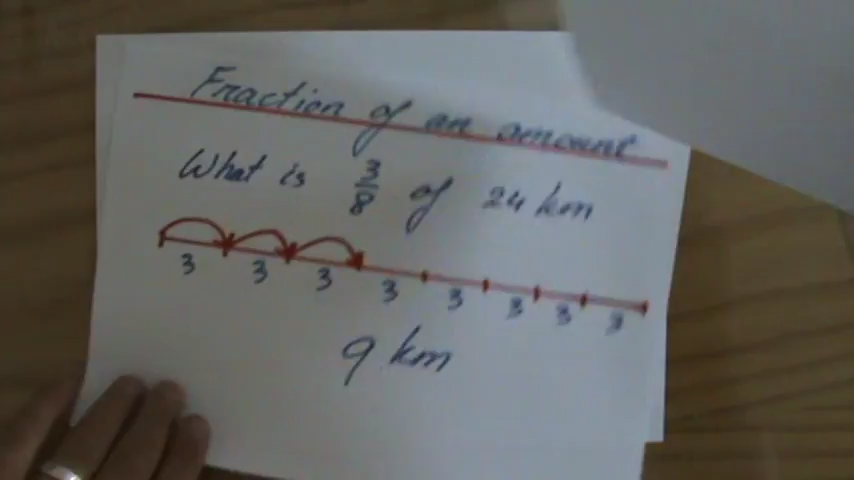 Fraction of an amount
What is 3/8 of 24 km
3 3 3 3 3 3 3 3
9 km